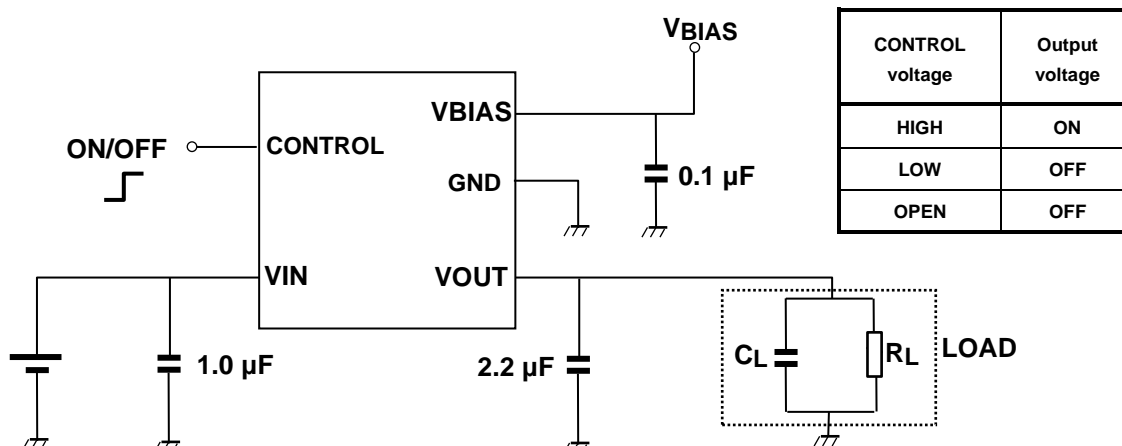 VBIAS
CONTROL voltage
Output voltage
HIGH
ON
LOW
OFF
OPEN
OFF
ON/OFF
CONTROL
VBIAS
GND
0.1 µF
VIN
VOUT
1.0 µF
2.2 µF
CL
RL
LOAD